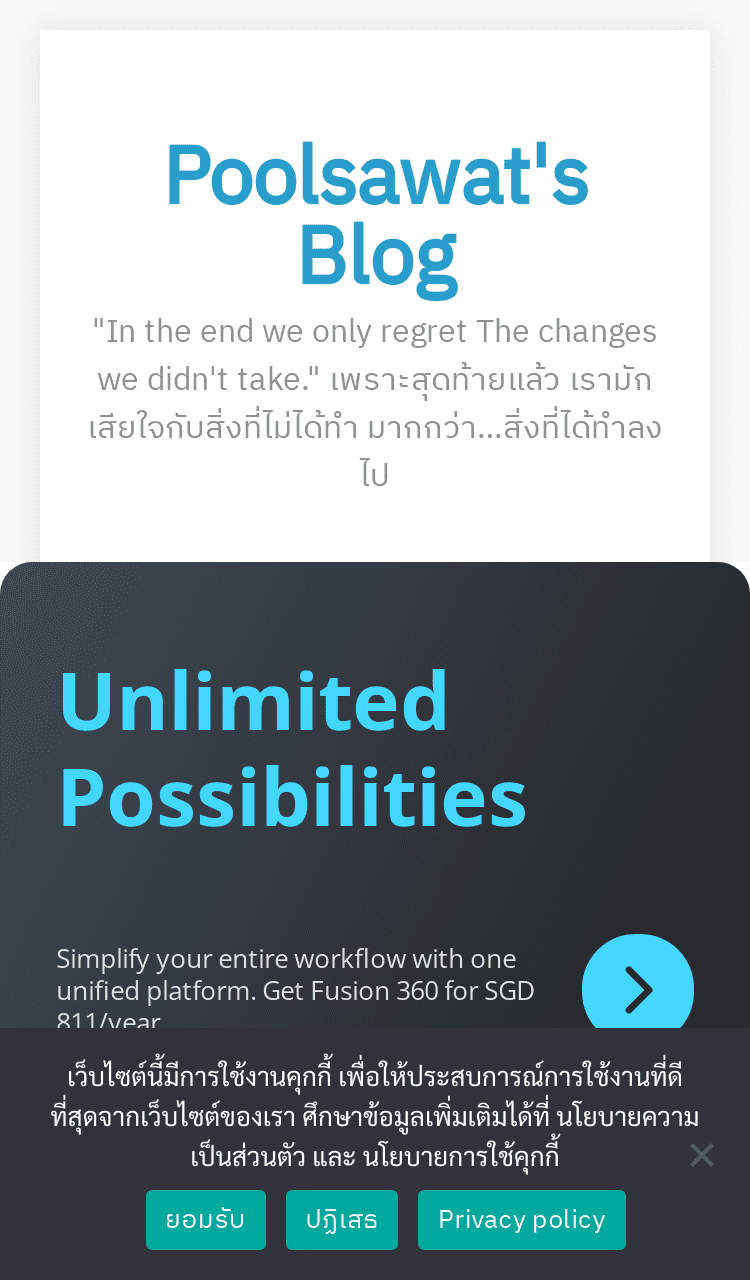 Poolsawat's
Blog
"In the end we only regret The changes
we didn't take." เพราะสุดท้ายแล้ว เรามัก
เสียใจกับสิ่งที่ไม่ได้ทำ มากกว่า...สิ่งที่ได้ทำลง
ไป
Unlimited
Possibilities
Simplify your entire workflow with one
unified platform. Get Fusion 360 for SGD
811/year
เว็บไซต์นี้มีการใช้งานคุกกี้ เพื่อให้ประสบการณ์การใช้งานที่ดี
ที่สุดจากเว็บไซต์ของเรา ศึกษาข้อมูลเพิ่มเติมได้ที่ นโยบายความ
เป็นส่วนตัว และ นโยบายการใช้คุกกี้
ยอมรับ ปฏิเสธ Privacy policy